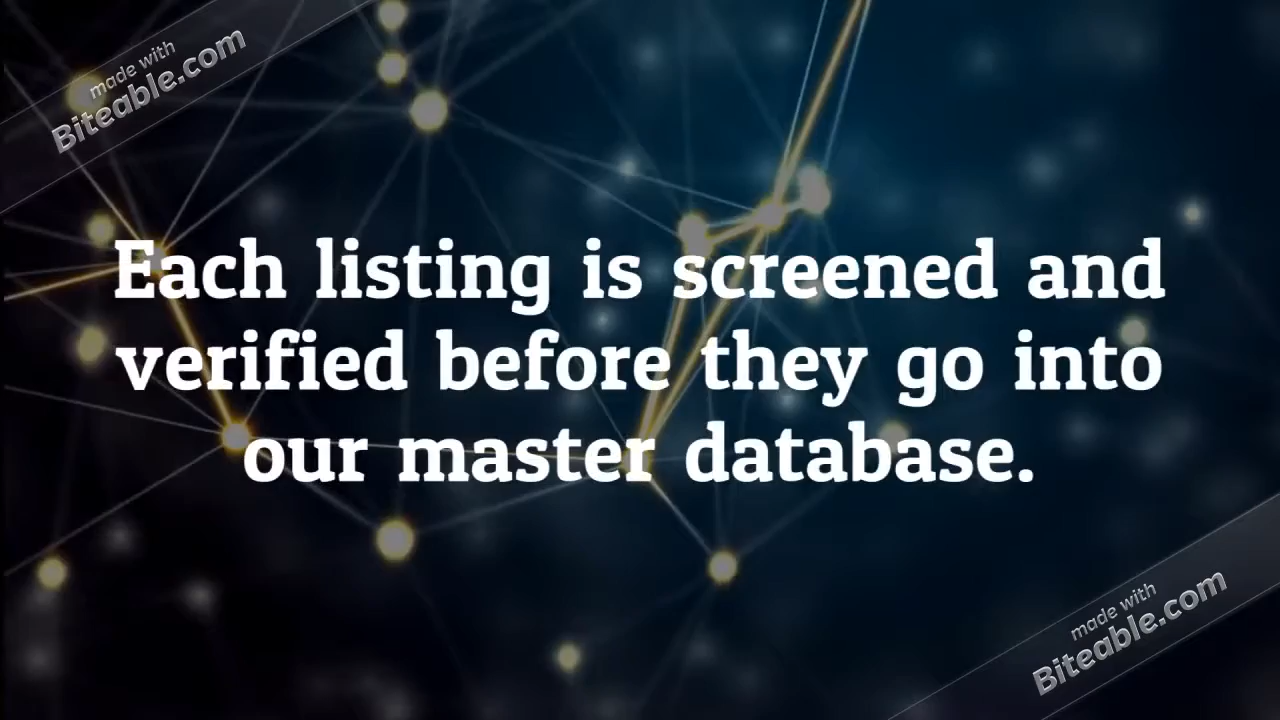 made with
Biteable.com
Each listing is screened and
verified before they go into
our master database.
made with
Biteable.com